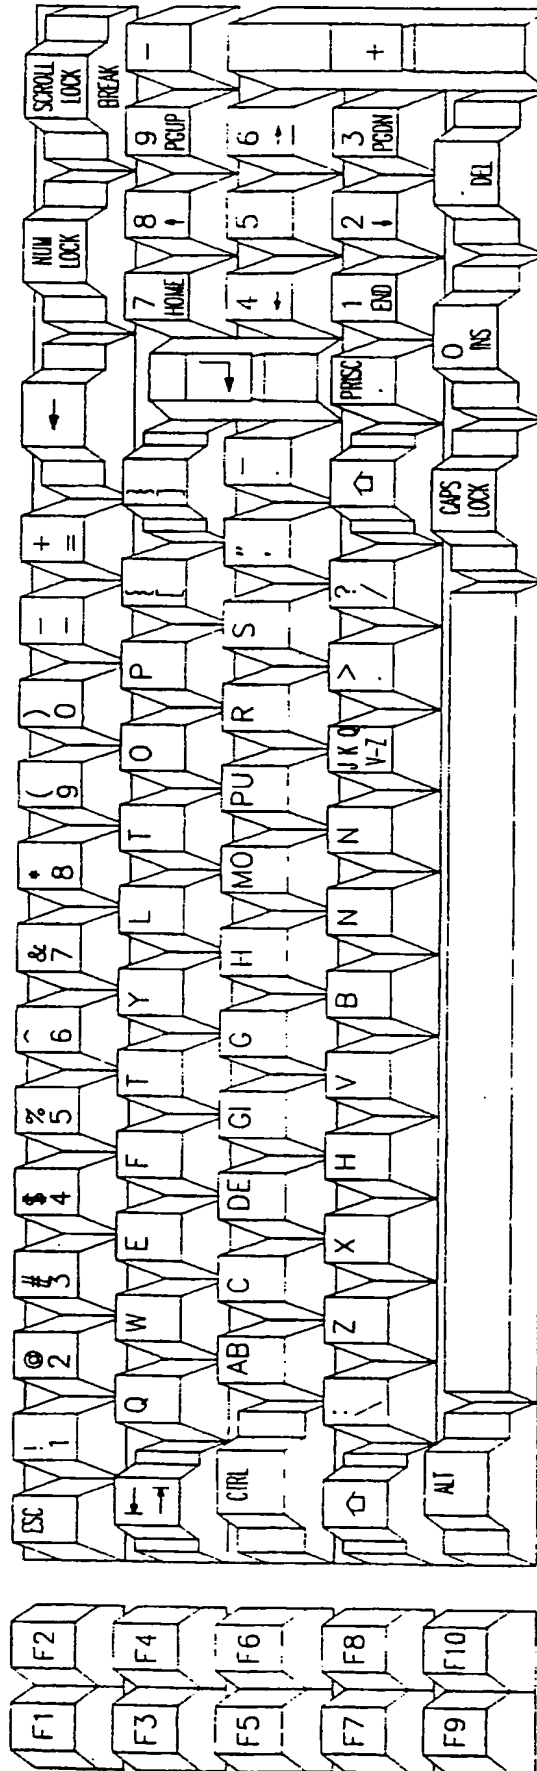 F1 F2
ESC ! 1 @ 2 # 3 $ 4 % 5 ^ 6 & 7 * 8 ( 9 ) 0 — – + = ← NUM LOCK SCROLL LOCK BREAK
F3 F4
Q W E F T Y L T O P { [ } ] 7 HOME 8 ↑ 9 PGUP –
F5 F6
CTRL AB C DE GI G H MO PU R S " ' 4 ← 5 6 → +
F7 F8
⇧ \ Z X H V B N N J K Q V–Z > . ? / ⇧ PRISC . 1 END 2 ↓ 3 PGDN
F9 F10
ALT CAPS LOCK 0 INS . DEL